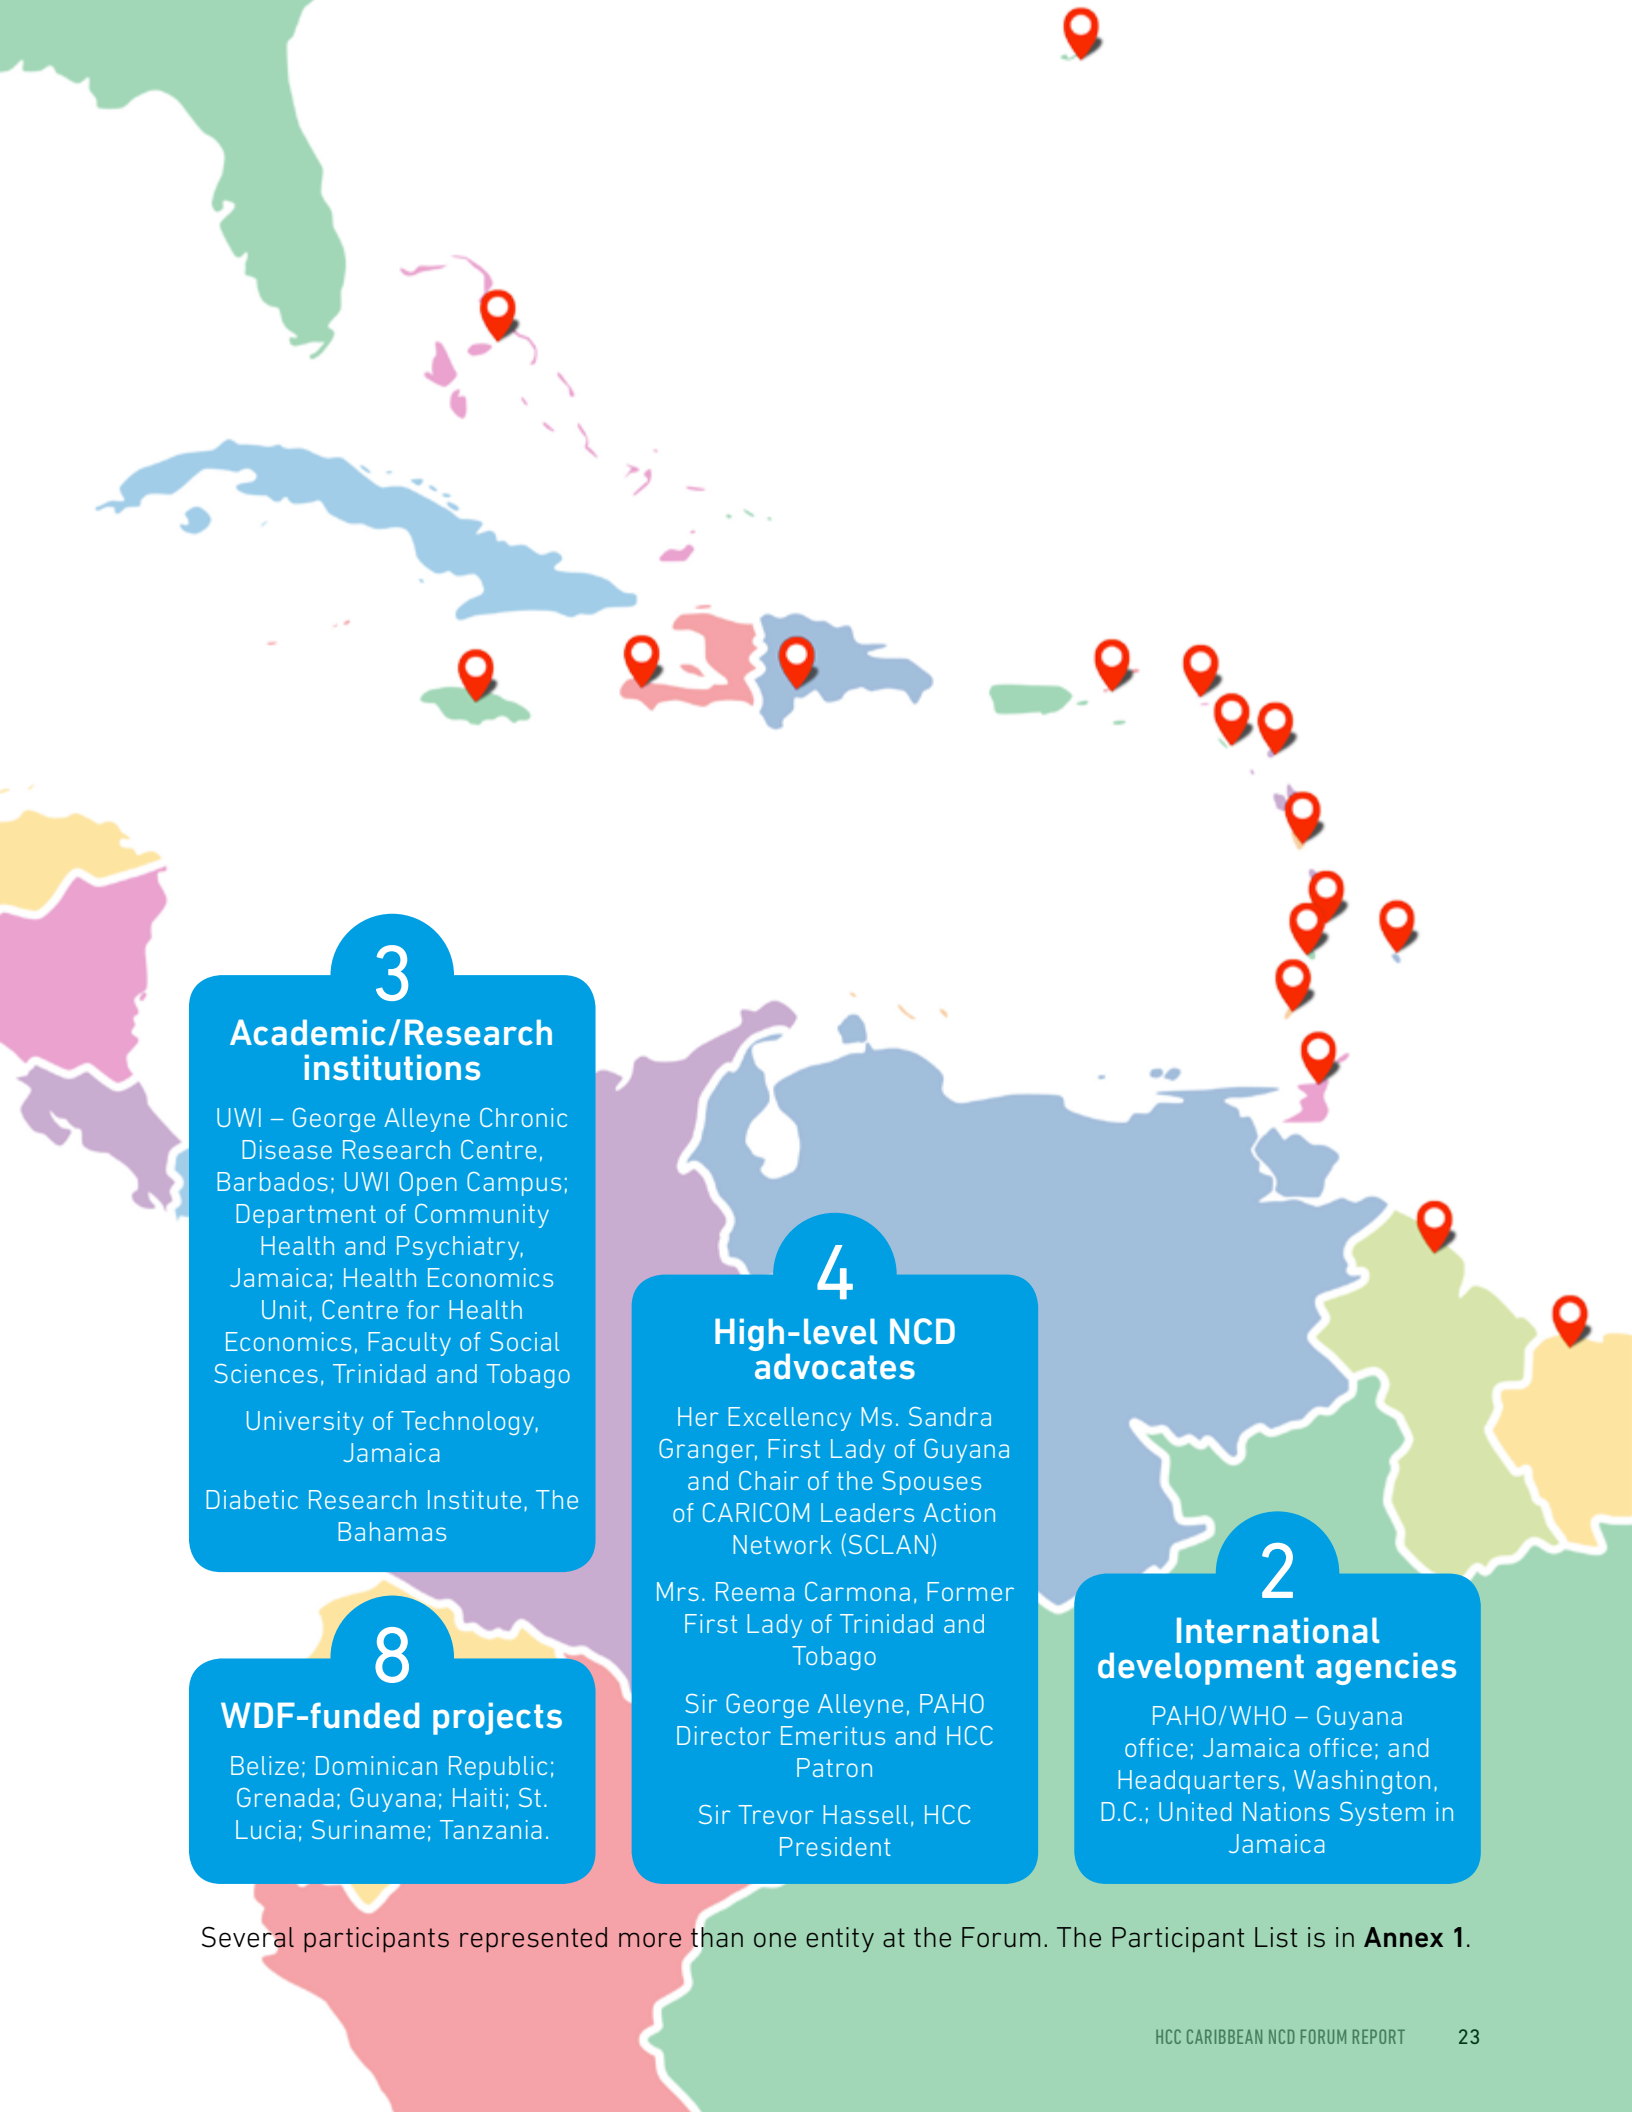 3
Academic/Research
institutions
UWI – George Alleyne Chronic
Disease Research Centre,
Barbados; UWI Open Campus;
Department of Community
Health and Psychiatry,
Jamaica; Health Economics
Unit, Centre for Health
Economics, Faculty of Social
Sciences, Trinidad and Tobago
University of Technology,
Jamaica
Diabetic Research Institute, The
Bahamas
8
WDF-funded projects
Belize; Dominican Republic;
Grenada; Guyana; Haiti; St.
Lucia; Suriname; Tanzania.
4
High-level NCD
advocates
Her Excellency Ms. Sandra
Granger, First Lady of Guyana
and Chair of the Spouses
of CARICOM Leaders Action
Network (SCLAN)
Mrs. Reema Carmona, Former
First Lady of Trinidad and
Tobago
Sir George Alleyne, PAHO
Director Emeritus and HCC
Patron
Sir Trevor Hassell, HCC
President
2
International
development agencies
PAHO/WHO – Guyana
office; Jamaica office; and
Headquarters, Washington,
D.C.; United Nations System in
Jamaica
Several participants represented more than one entity at the Forum. The Participant List is in Annex 1.
HCC CARIBBEAN NCD FORUM REPORT 23